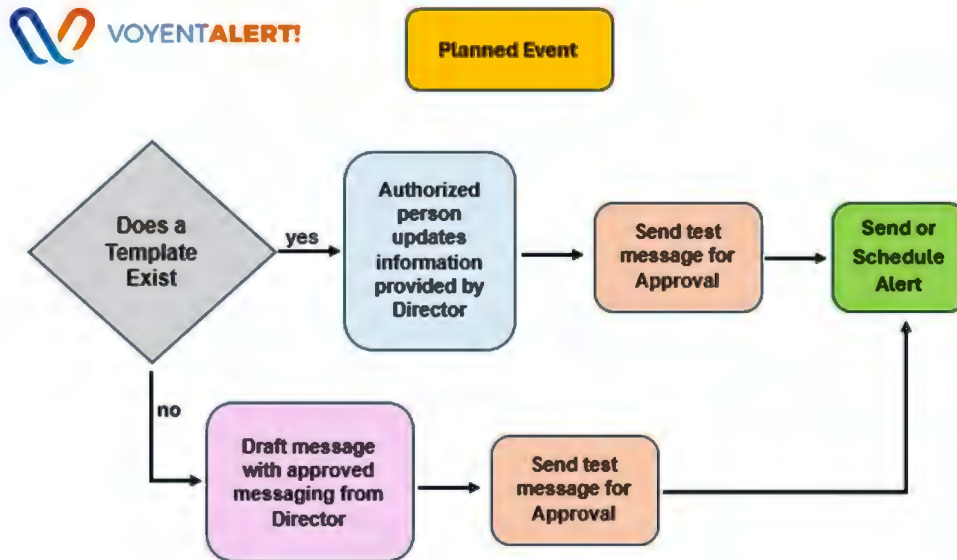 VOYENTALERT!
Planned Event
Does a
Template
Exist
yes
Authorized
person
updates
information
provided by
Director
Send test
message for
Approval
Send or
Schedule
Alert
no
Draft message
with approved
messaging from
Director
Send test
message for
Approval